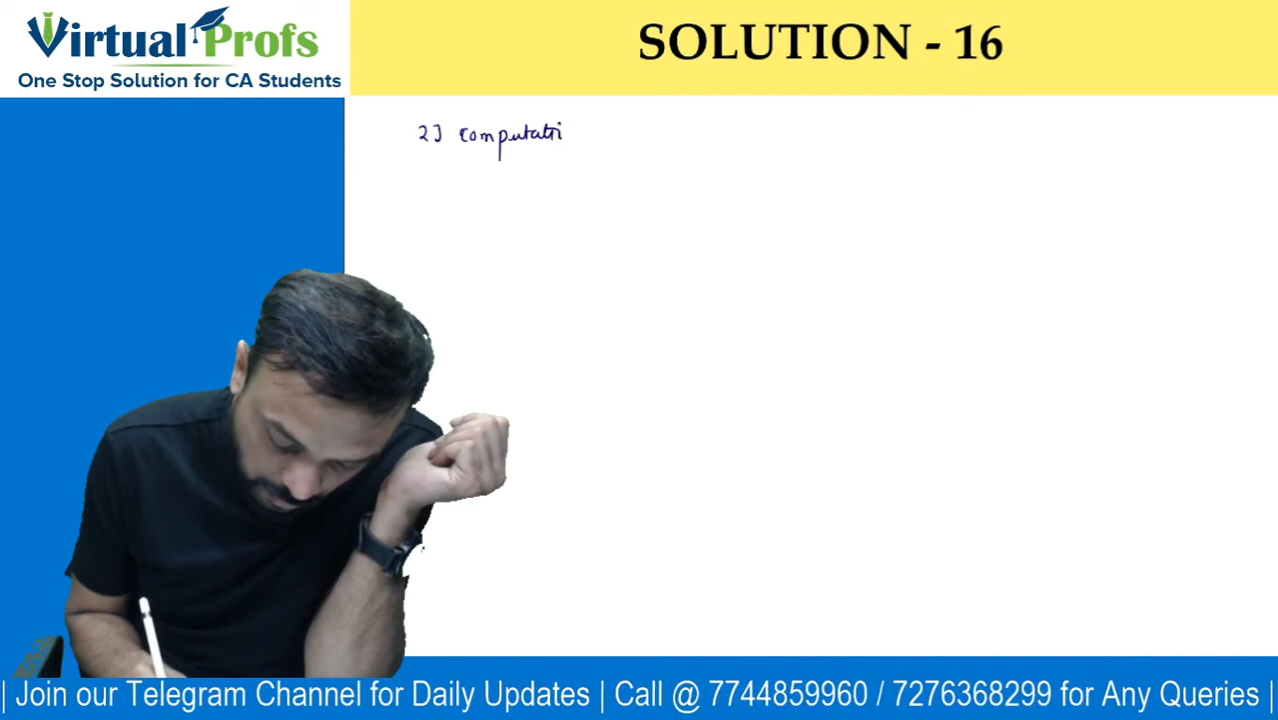 Virtual Profs
One Stop Solution for CA Students
SOLUTION - 16
2] Computati
| Join our Telegram Channel for Daily Updates | Call @ 7744859960 / 7276368299 for Any Queries |